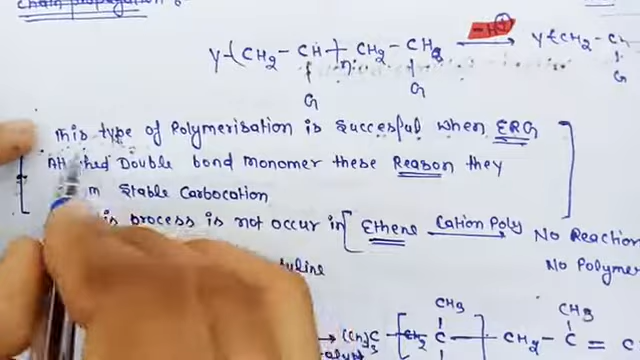 chain propagation :
Y-(CH2 - CH)n CH2 - CH2 -H⊕ → Y-(CH2 - CH
G G G
This type of Polymerisation is Succesful when ERG
Attached Double bond monomer these Reason they
Stable Carbocation
is process is not occur in [ Ethene Cation Poly → No Reaction
No Polymer
CH3 CH3
→ (CH3)3C [ CH2 - C ] CH2 - C = C